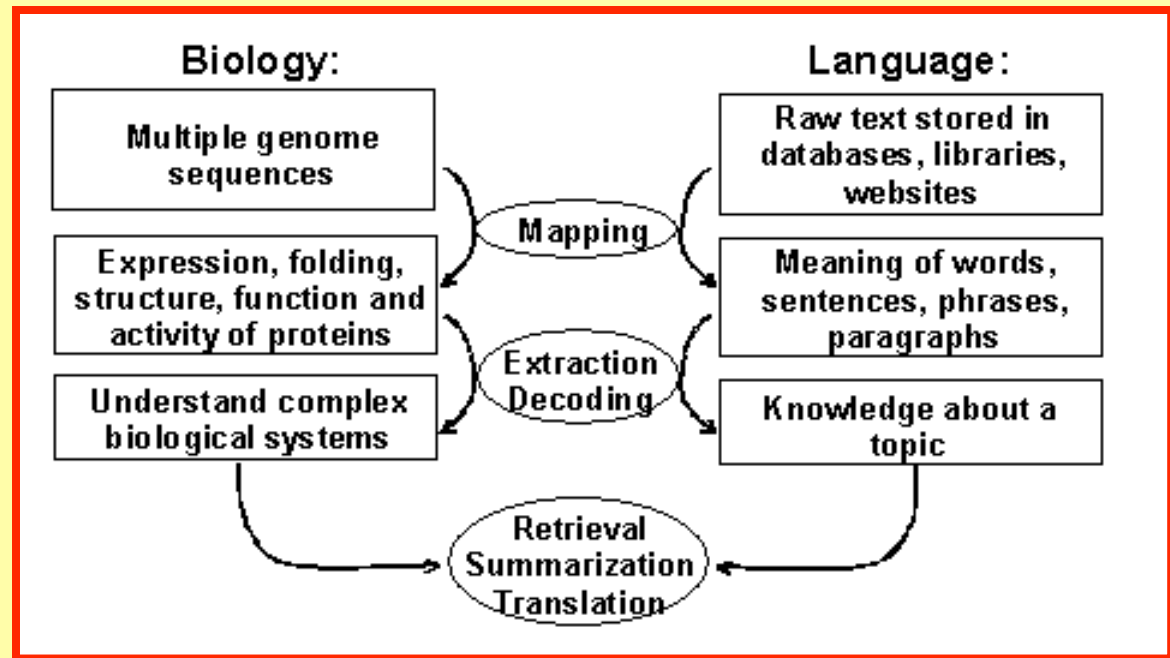 Biology:
Multiple genome
sequences
Expression, folding,
structure, function and
activity of proteins
Understand complex
biological systems
Mapping
Extraction
Decoding
Retrieval
Summarization
Translation
Language:
Raw text stored in
databases, libraries,
websites
Meaning of words,
sentences, phrases,
paragraphs
Knowledge about a
topic